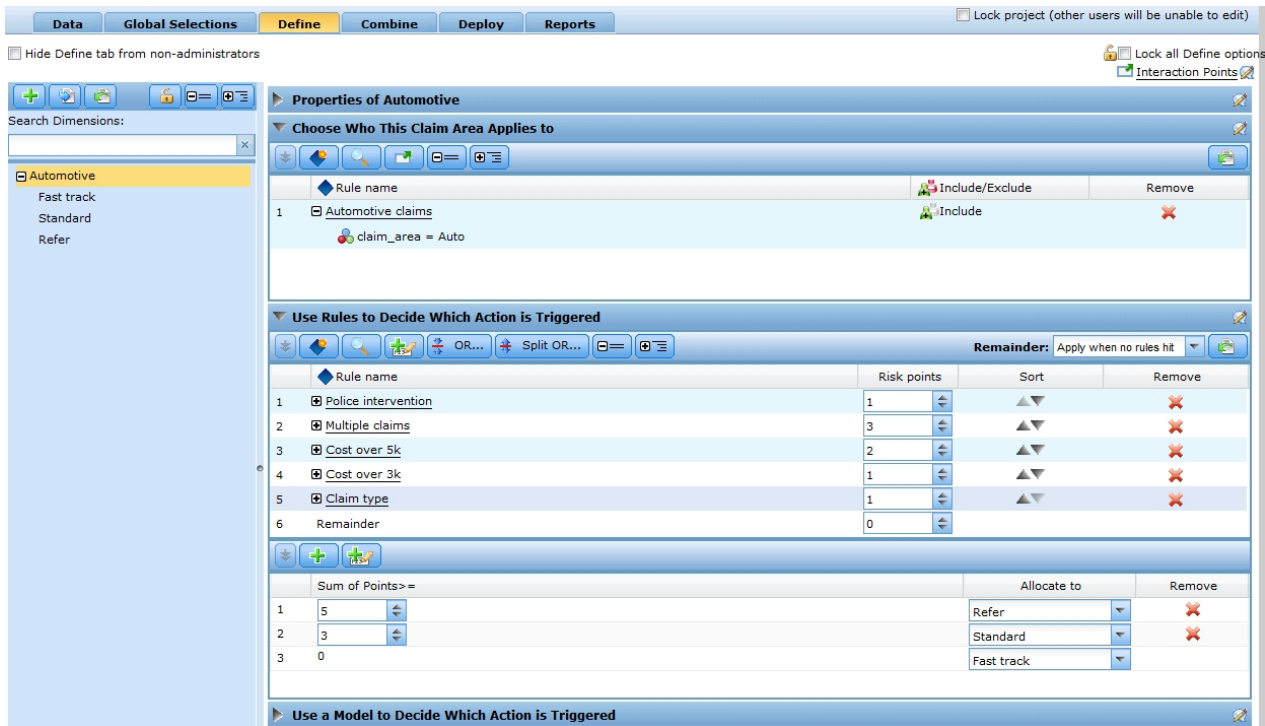 Data Global Selections Define Combine Deploy Reports Lock project (other users will be unable to edit)
Hide Define tab from non-administrators Lock all Define options
Interaction Points
Search Dimensions:
Automotive
Fast track
Standard
Refer
Properties of Automotive
Choose Who This Claim Area Applies to
Rule name Include/Exclude Remove
1 Automotive claims Include
claim_area = Auto
Use Rules to Decide Which Action is Triggered
OR... Split OR... Remainder: Apply when no rules hit
Rule name Risk points Sort Remove
1 Police intervention 1
2 Multiple claims 3
3 Cost over 5k 2
4 Cost over 3k 1
5 Claim type 1
6 Remainder 0
Sum of Points>= Allocate to Remove
1 5 Refer
2 3 Standard
3 0 Fast track
Use a Model to Decide Which Action is Triggered